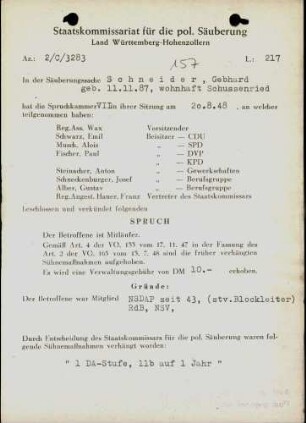 Staatskommissariat für die pol. Säuberung
Land Württemberg-Hohenzollern
Az.: 2/C/3283
157
L.: 217
In der Säuberungssache Schneider, Gebhard
geb. 11.11.87, wohnhaft Schussenried
hat die Spruchkammer VII in ihrer Sitzung am 20.8.48 , an welcher
teilgenommen haben:
Reg.Ass. Wax Vorsitzender
Schwarz, Emil Beisitzer — CDU
Musch, Alois „ — SPD
Fischer, Paul „ — DVP
„ — KPD
Steinacher, Anton „ — Gewerkschaften
Schneckenburger, Josef „ — Berufsgruppe
Alber, Gustav „ — Berufsgruppe
Reg.Angest. Haner, Franz Vertreter des Staatskommissars
beschlossen und verkündet folgenden
SPRUCH
Der Betroffene ist Mitläufer.
Gemäß Art. 4 der VO. 133 vom 17. 11. 47 in der Fassung des
Art. 2 der VO. 165 vom 15. 7. 48 sind die früher verhängten
Sühnemaßnahmen aufgehoben.
Es wird eine Verwaltungsgebühr von DM 10.- erhoben.
Gründe:
Der Betroffene war Mitglied NSDAP seit 43, (stv.Blockleiter)
RdB, NSV,
Durch Entscheidung des Staatskommissars für die pol. Säuberung waren fol-
gende Sühnemaßnahmen verhängt worden:
" 1 DA-Stufe, 11b auf 1 Jahr "